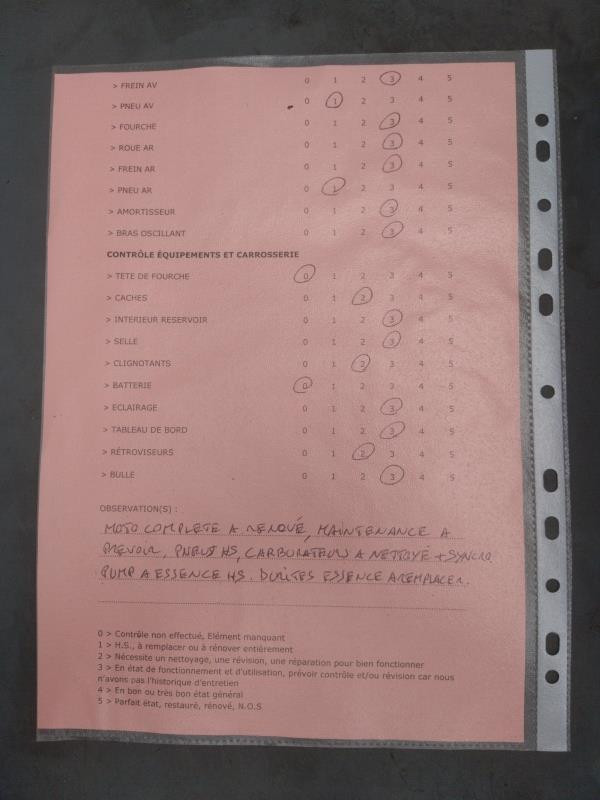 > FREIN AV 0 1 2 3 4 5
> PNEU AV 0 1 2 3 4 5
> FOURCHE 0 1 2 3 4 5
> ROUE AR 0 1 2 3 4 5
> FREIN AR 0 1 2 3 4 5
> PNEU AR 0 1 2 3 4 5
> AMORTISSEUR 0 1 2 3 4 5
> BRAS OSCILLANT 0 1 2 3 4 5
CONTRÔLE ÉQUIPEMENTS ET CARROSSERIE
> TETE DE FOURCHE 0 1 2 3 4 5
> CACHES 0 1 2 3 4 5
> INTERIEUR RESERVOIR 0 1 2 3 4 5
> SELLE 0 1 2 3 4 5
> CLIGNOTANTS 0 1 2 3 4 5
> BATTERIE 0 1 2 3 4 5
> ECLAIRAGE 0 1 2 3 4 5
> TABLEAU DE BORD 0 1 2 3 4 5
> RÉTROVISEURS 0 1 2 3 4 5
> BULLE 0 1 2 3 4 5
OBSERVATION(S) :
MOTO COMPLETE A RENOVÉ, MAINTENANCE A
PREVOIR, PNEUS HS, CARBURATEURS A NETTOYÉ + SYNCRO
PUMP A ESSENCE HS. DURITES ESSENCE A REMPLACER.
0 > Contrôle non effectué, Elément manquant
1 > H.S., à remplacer ou à rénover entièrement
2 > Nécessite un nettoyage, une révision, une réparation pour bien fonctionner
3 > En état de fonctionnement et d'utilisation, prévoir contrôle et/ou révision car nous
n'avons pas l'historique d'entretien
4 > En bon ou très bon état général
5 > Parfait état, restauré, rénové, N.O.S